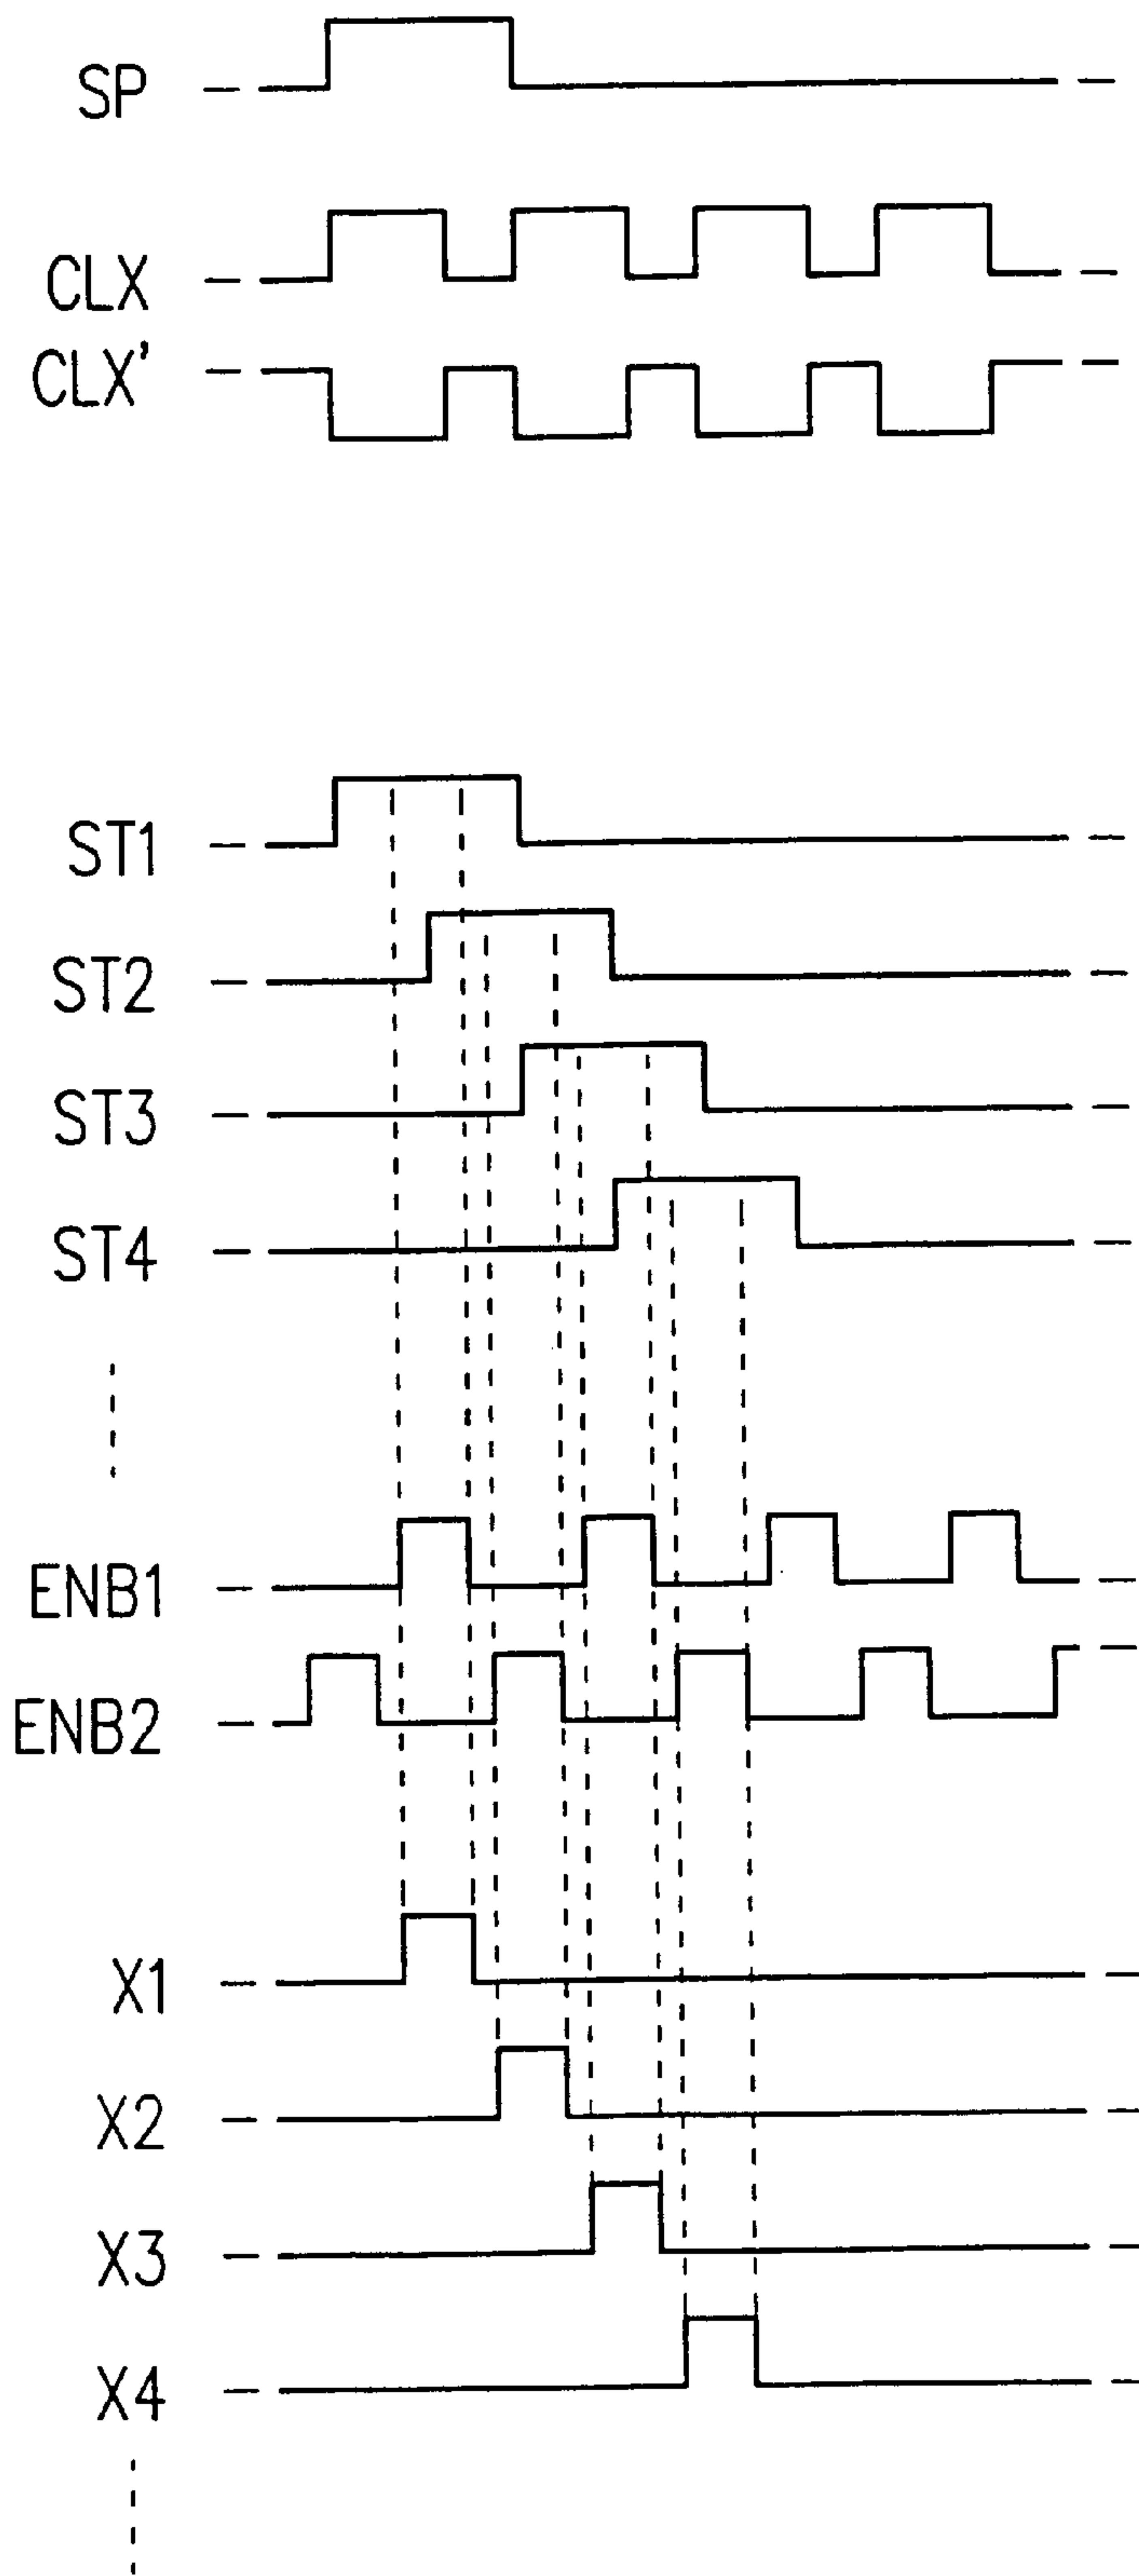 SP
CLX
CLX'
ST1
ST2
ST3
ST4
ENB1
ENB2
X1
X2
X3
X4